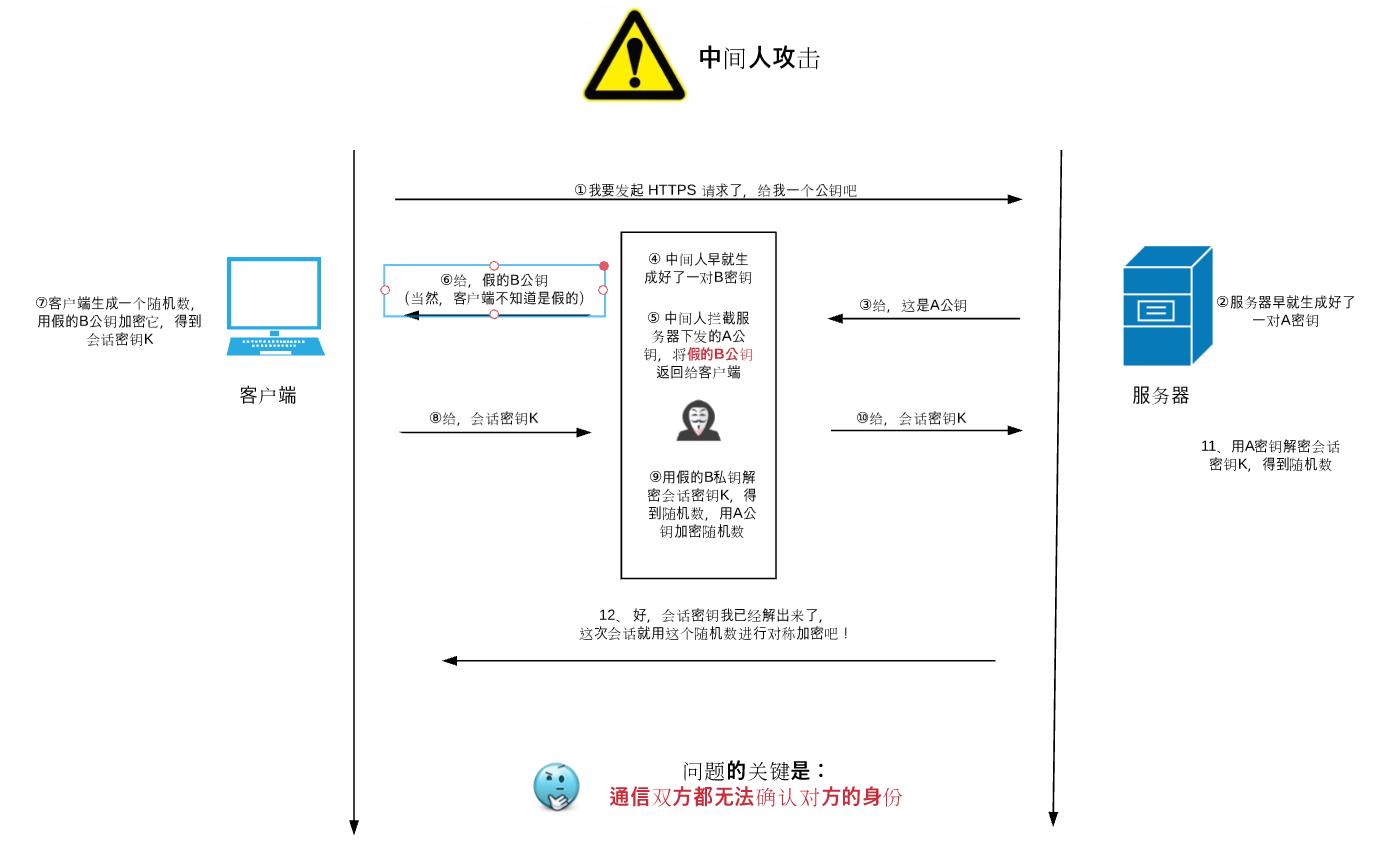 中间人攻击
①我要发起 HTTPS 请求了，给我一个公钥吧
④ 中间人早就生
成好了一对B密钥
⑥给，假的B公钥
（当然，客户端不知道是假的）
⑦客户端生成一个随机数，
用假的B公钥加密它，得到
会话密钥K
③给，这是A公钥
②服务器早就生成好了
一对A密钥
⑤ 中间人拦截服
务器下发的A公
钥，将假的B公钥
返回给客户端
客户端
服务器
⑧给，会话密钥K
⑩给，会话密钥K
11、用A密钥解密会话
密钥K，得到随机数
⑨用假的B私钥解
密会话密钥K，得
到随机数，用A公
钥加密随机数
12、 好，会话密钥我已经解出来了，
这次会话就用这个随机数进行对称加密吧！
问题的关键是：
通信双方都无法确认对方的身份